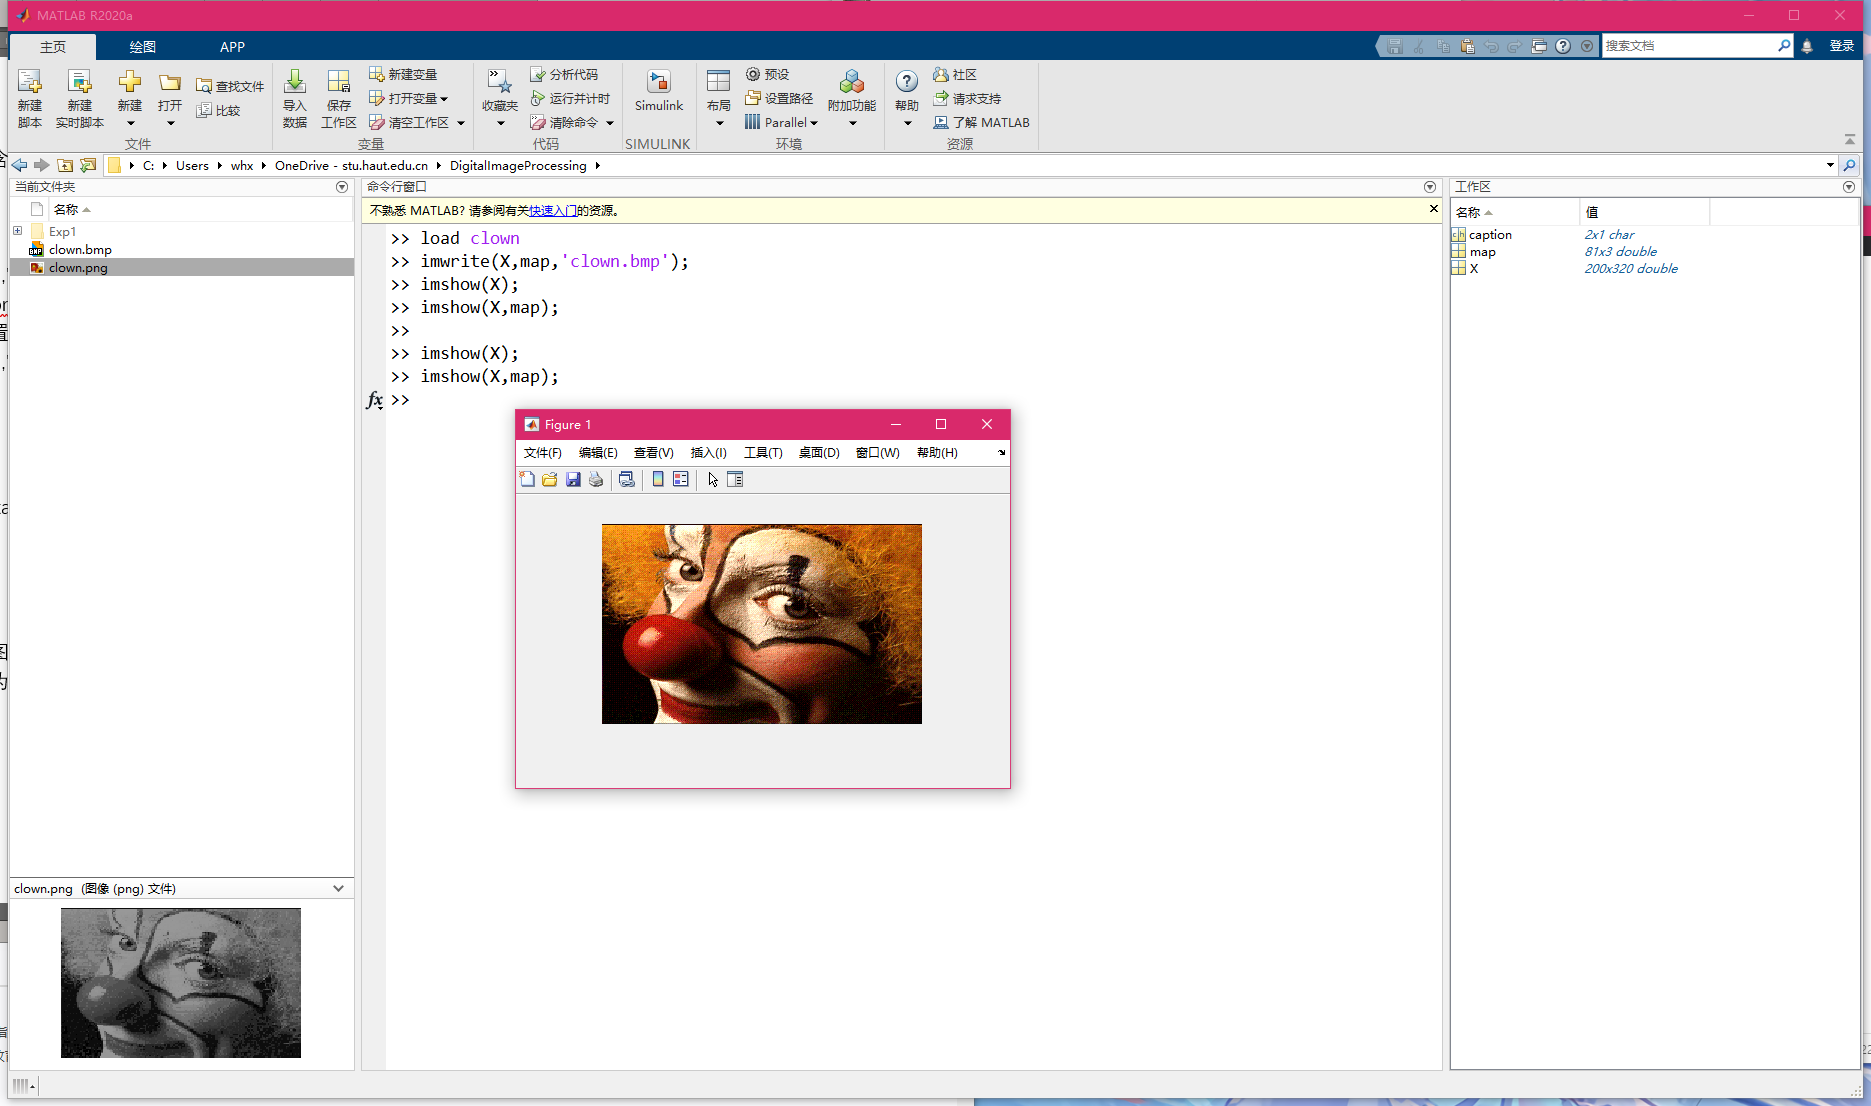 MATLAB R2020a
主页 绘图 APP
搜索文档 登录
新建脚本 新建实时脚本 新建 打开 查找文件 比较
文件
导入数据 保存工作区 新建变量 打开变量 清空工作区
变量
收藏夹 分析代码 运行并计时 清除命令
代码
Simulink
SIMULINK
布局 预设 设置路径 Parallel 附加功能
环境
帮助 社区 请求支持 了解 MATLAB
资源
C: Users whx OneDrive - stu.haut.edu.cn DigitalImageProcessing
当前文件夹
名称
Exp1
clown.bmp
clown.png
clown.png (图像 (png) 文件)
命令行窗口
不熟悉 MATLAB? 请参阅有关快速入门的资源。
>> load clown
>> imwrite(X,map,'clown.bmp');
>> imshow(X);
>> imshow(X,map);
>>
>> imshow(X);
>> imshow(X,map);
fx >>
Figure 1
文件(F) 编辑(E) 查看(V) 插入(I) 工具(T) 桌面(D) 窗口(W) 帮助(H)
工作区
名称 值
caption 2x1 char
map 81x3 double
X 200x320 double